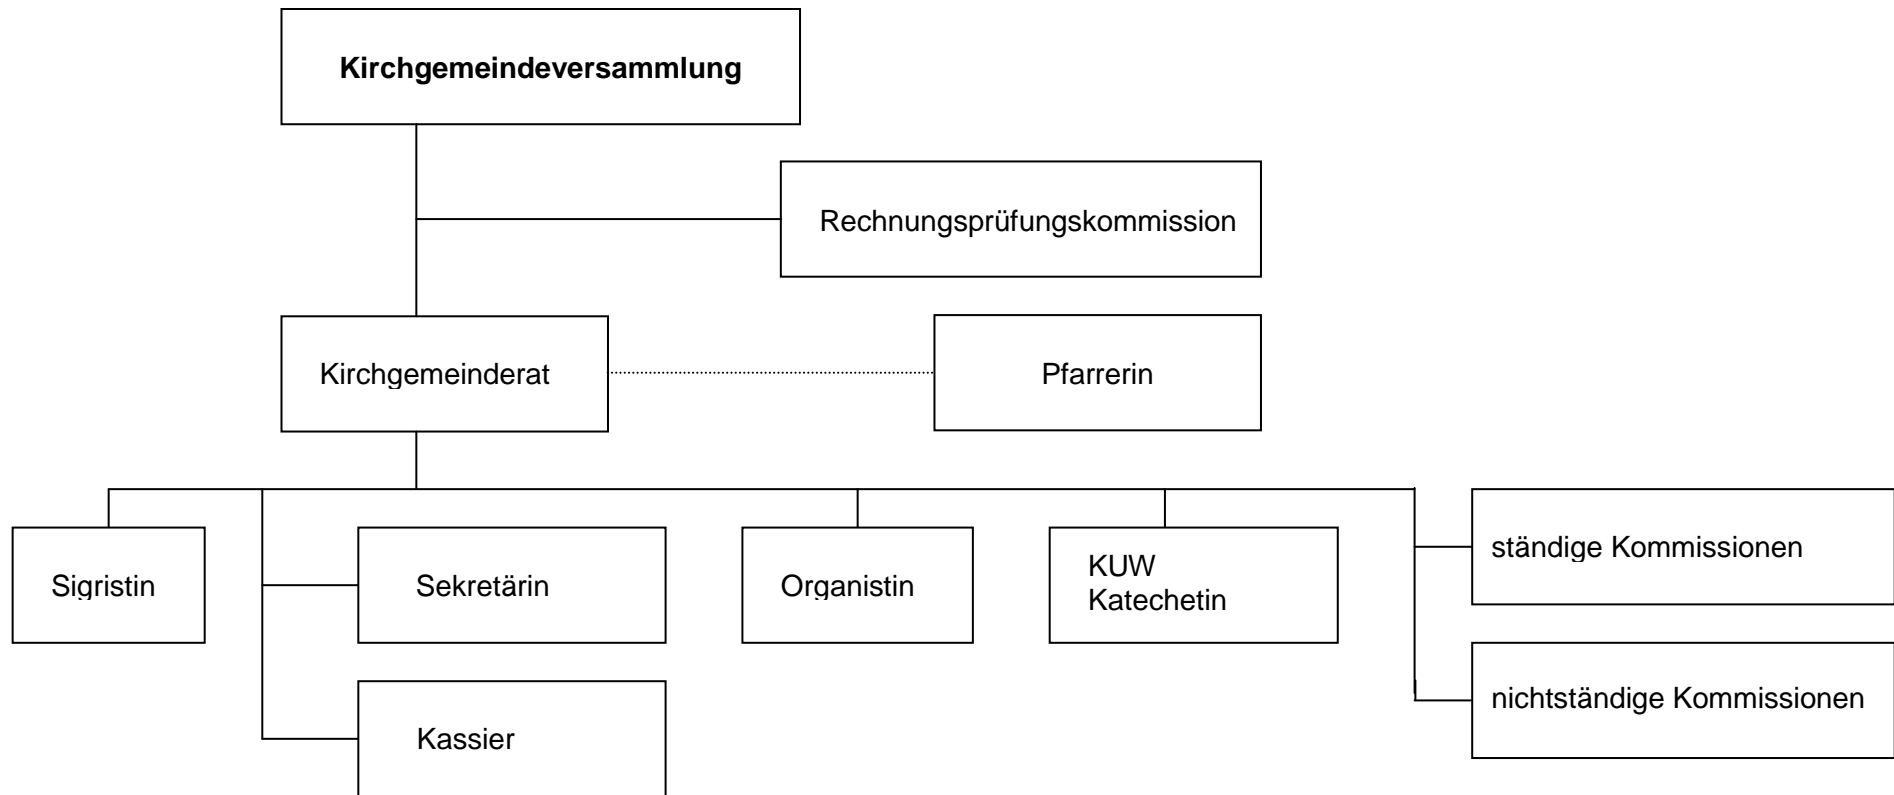 Kirchgemeindeversammlung
Rechnungsprüfungskommission
Kirchgemeinderat
Pfarrerin
Sigristin
Sekretärin
Organistin
KUW
Katechetin
ständige Kommissionen
Kassier
nichtständige Kommissionen